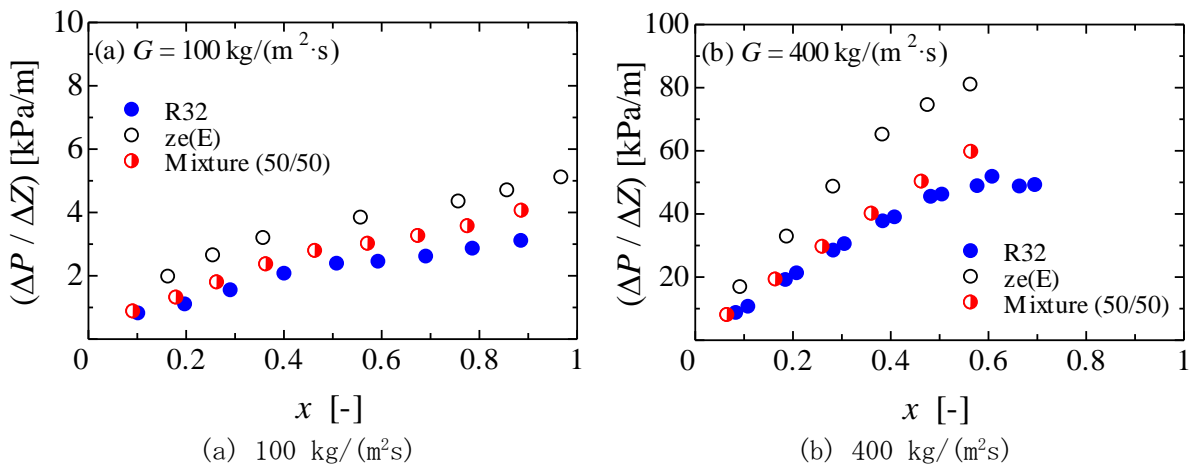 (a) G = 100 kg/(m²·s)
R32
ze(E)
Mixture (50/50)
(ΔP / ΔZ) [kPa/m]
10
8
6
4
2
0 0.2 0.4 0.6 0.8 1
x [-]
(a) 100 kg/(m²s)
(b) G = 400 kg/(m²·s)
R32
ze(E)
Mixture (50/50)
(ΔP / ΔZ) [kPa/m]
100
80
60
40
20
0 0.2 0.4 0.6 0.8 1
x [-]
(b) 400 kg/(m²s)